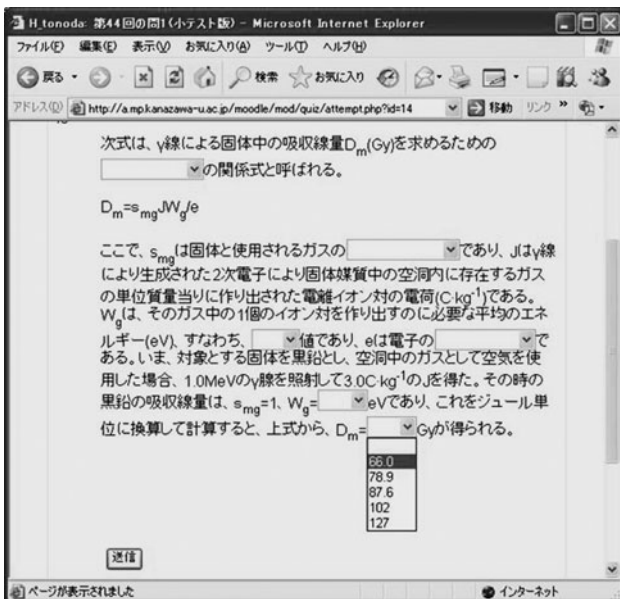 H_tonoda: 第44回の問1(小テスト版) - Microsoft Internet Explorer
ファイル(F) 編集(E) 表示(V) お気に入り(A) ツール(T) ヘルプ(H)
戻る 検索 お気に入り
アドレス(D) http://a.mp.kanazawa-u.ac.jp/moodle/mod/quiz/attempt.php?id=14 移動 リンク »
次式は、γ線による固体中の吸収線量Dm(Gy)を求めるための
の関係式と呼ばれる。
Dm=smgJWg/e
ここで、smgは固体と使用されるガスの であり、Jはγ線
により生成された2次電子により固体媒質中の空洞内に存在するガス
の単位質量当りに作り出された電離イオン対の電荷(C·kg-1)である。
Wgは、そのガス中の1個のイオン対を作り出すのに必要な平均のエネ
ルギー(eV)、すなわち、 値であり、eは電子の で
ある。いま、対象とする固体を黒鉛とし、空洞中のガスとして空気を使
用した場合、1.0MeVのγ線を照射して3.0C·kg-1のJを得た。その時の
黒鉛の吸収線量は、smg=1、Wg= eVであり、これをジュール単
位に換算して計算すると、上式から、Dm= Gyが得られる。
66.0
78.9
87.6
102
127
送信
ページが表示されました インターネット